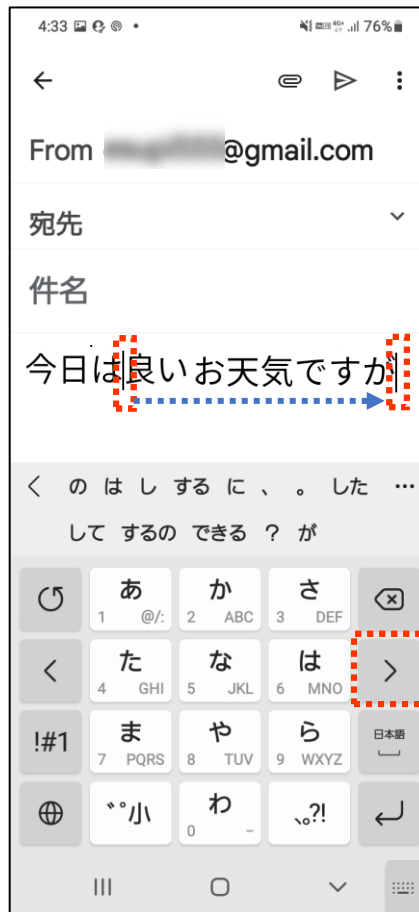 4:33 76%
From @gmail.com
宛先
件名
今日は良いお天気ですが
の は し する に 、 。 した …
して するの できる ? が
あ か さ
1 @/: 2 ABC 3 DEF
た な は
4 GHI 5 JKL 6 MNO
!#1 ま や ら 日本語
7 PQRS 8 TUV 9 WXYZ
゛゜小 わ 、。?!
0 -